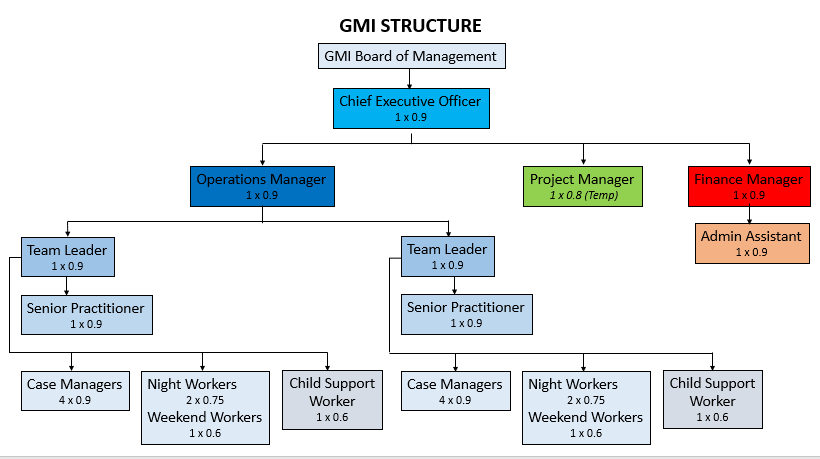 GMI STRUCTURE
GMI Board of Management
Chief Executive Officer
1 x 0.9
Operations Manager
1 x 0.9
Project Manager
1 x 0.8 (Temp)
Finance Manager
1 x 0.9
Admin Assistant
1 x 0.9
Team Leader
1 x 0.9
Senior Practitioner
1 x 0.9
Case Managers
4 x 0.9
Night Workers
2 x 0.75
Weekend Workers
1 x 0.6
Child Support
Worker
1 x 0.6
Team Leader
1 x 0.9
Senior Practitioner
1 x 0.9
Case Managers
4 x 0.9
Night Workers
2 x 0.75
Weekend Workers
1 x 0.6
Child Support
Worker
1 x 0.6